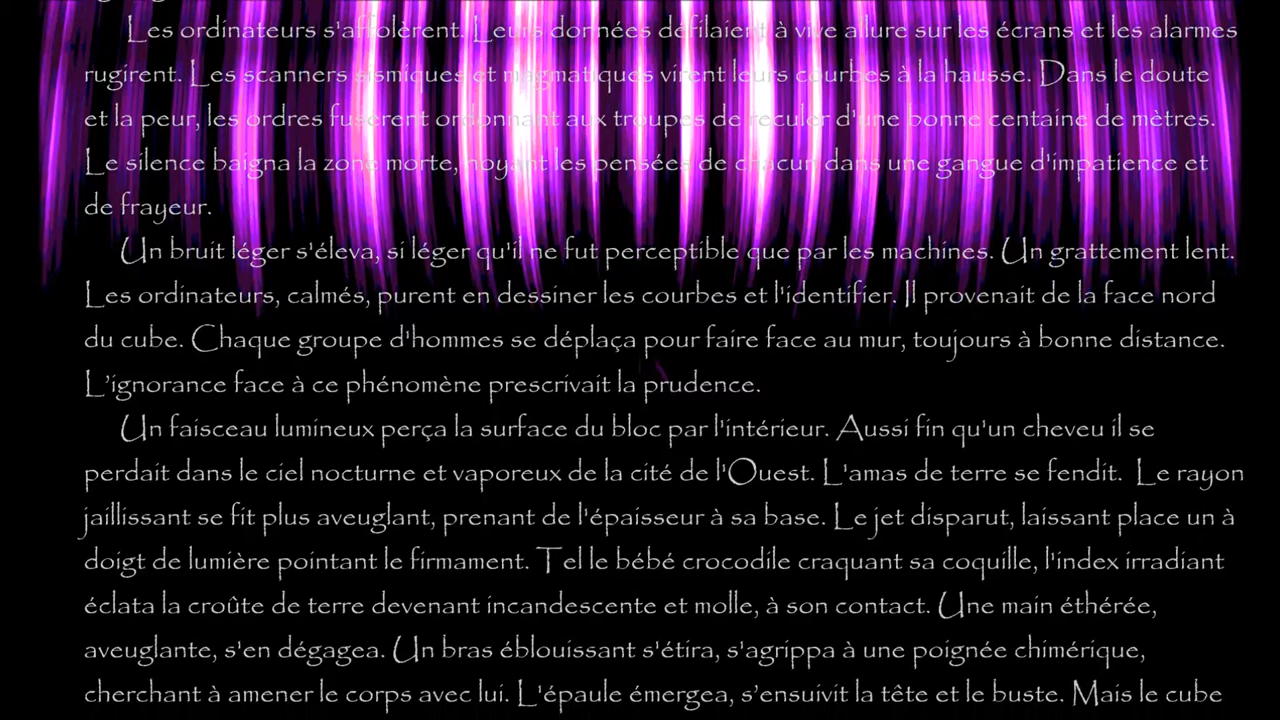 Les ordinateurs s'affolèrent. Leurs données défilaient à vive allure sur les écrans et les alarmes
rugirent. Les scanners sismiques et magmatiques virent leurs courbes à la hausse. Dans le doute
et la peur, les ordres fusèrent ordonnant aux troupes de reculer d'une bonne centaine de mètres.
Le silence baigna la zone morte, noyant les pensées de chacun dans une gangue d'impatience et
de frayeur.
Un bruit léger s'éleva, si léger qu'il ne fut perceptible que par les machines. Un grattement lent.
Les ordinateurs, calmés, purent en dessiner les courbes et l'identifier. Il provenait de la face nord
du cube. Chaque groupe d'hommes se déplaça pour faire face au mur, toujours à bonne distance.
L'ignorance face à ce phénomène prescrivait la prudence.
Un faisceau lumineux perça la surface du bloc par l'intérieur. Aussi fin qu'un cheveu il se
perdait dans le ciel nocturne et vaporeux de la cité de l'Ouest. L'amas de terre se fendit. Le rayon
jaillissant se fit plus aveuglant, prenant de l'épaisseur à sa base. Le jet disparut, laissant place un à
doigt de lumière pointant le firmament. Tel le bébé crocodile craquant sa coquille, l'index irradiant
éclata la croûte de terre devenant incandescente et molle, à son contact. Une main éthérée,
aveuglante, s'en dégagea. Un bras éblouissant s'étira, s'agrippa à une poignée chimérique,
cherchant à amener le corps avec lui. L'épaule émergea, s'ensuivit la tête et le buste. Mais le cube